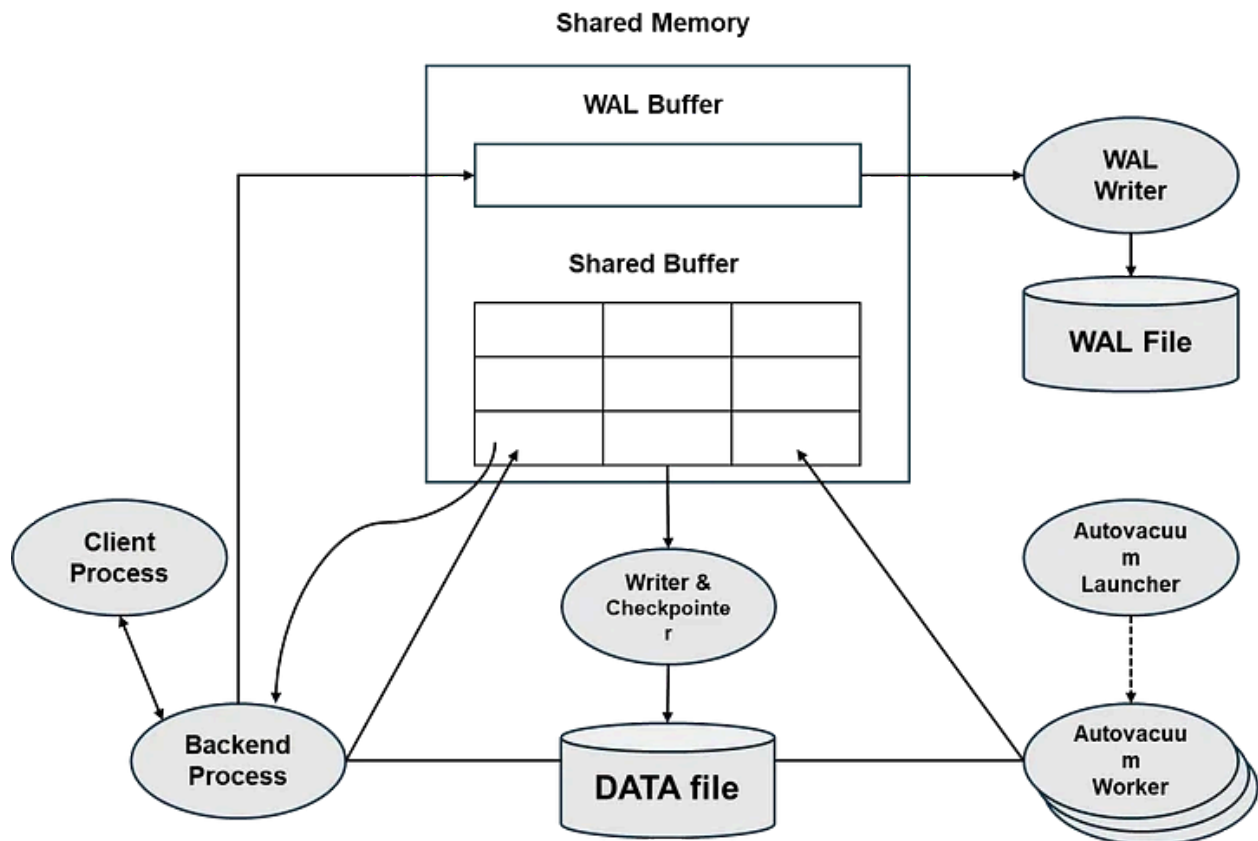 Shared Memory
WAL Buffer
WAL
Writer
Shared Buffer
WAL File
Client
Process
Writer &
Checkpointe
r
Autovacuu
m
Launcher
Backend
Process
DATA file
Autovacuu
m
Worker